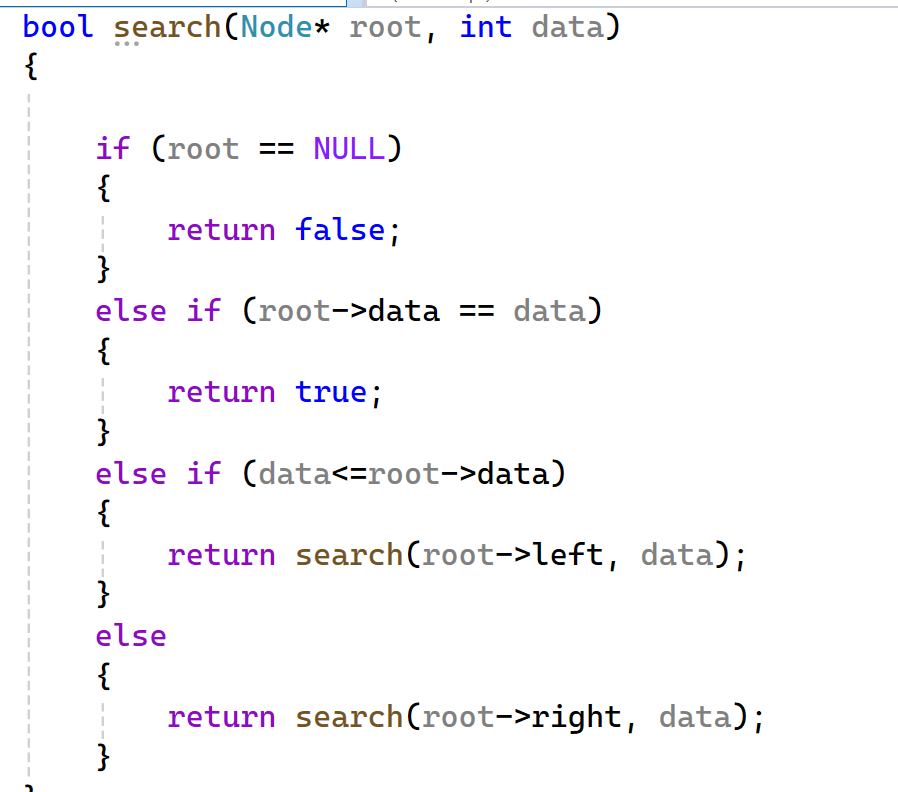 bool search(Node* root, int data)
{
if (root == NULL)
{
return false;
}
else if (root->data == data)
{
return true;
}
else if (data<=root->data)
{
return search(root->left, data);
}
else
{
return search(root->right, data);
}
}